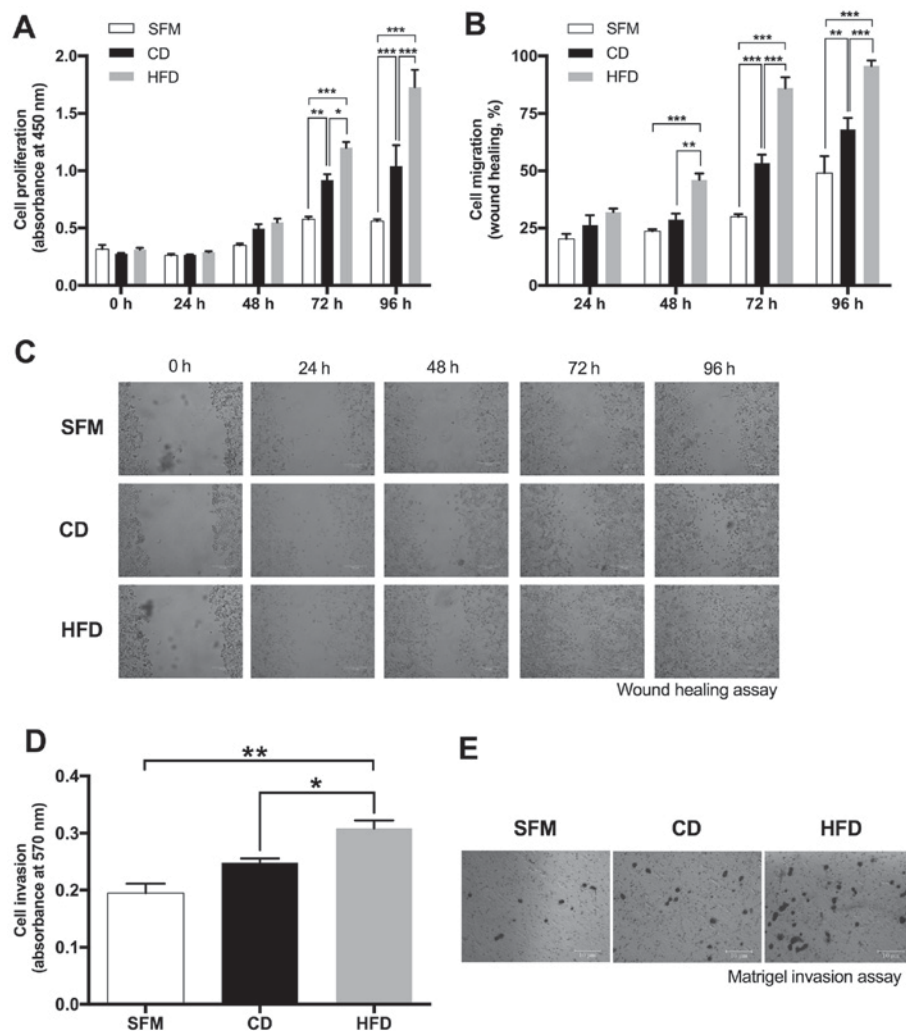 A
SFM
CD
HFD
Cell proliferation
(absorbance at 450 nm)
2.0
1.5
1.0
0.5
0.0
***
** *
***
*** ***
0 h 24 h 48 h 72 h 96 h
B
SFM
CD
HFD
Cell migration
(wound healing, %)
100
75
50
25
0
***
**
***
*** ***
***
** ***
24 h 48 h 72 h 96 h
C
0 h 24 h 48 h 72 h 96 h
SFM
CD
HFD
Wound healing assay
D
Cell invasion
(absorbance at 570 nm)
0.4
0.3
0.2
0.1
0.0
**
*
SFM CD HFD
E
SFM CD HFD
Matrigel invasion assay